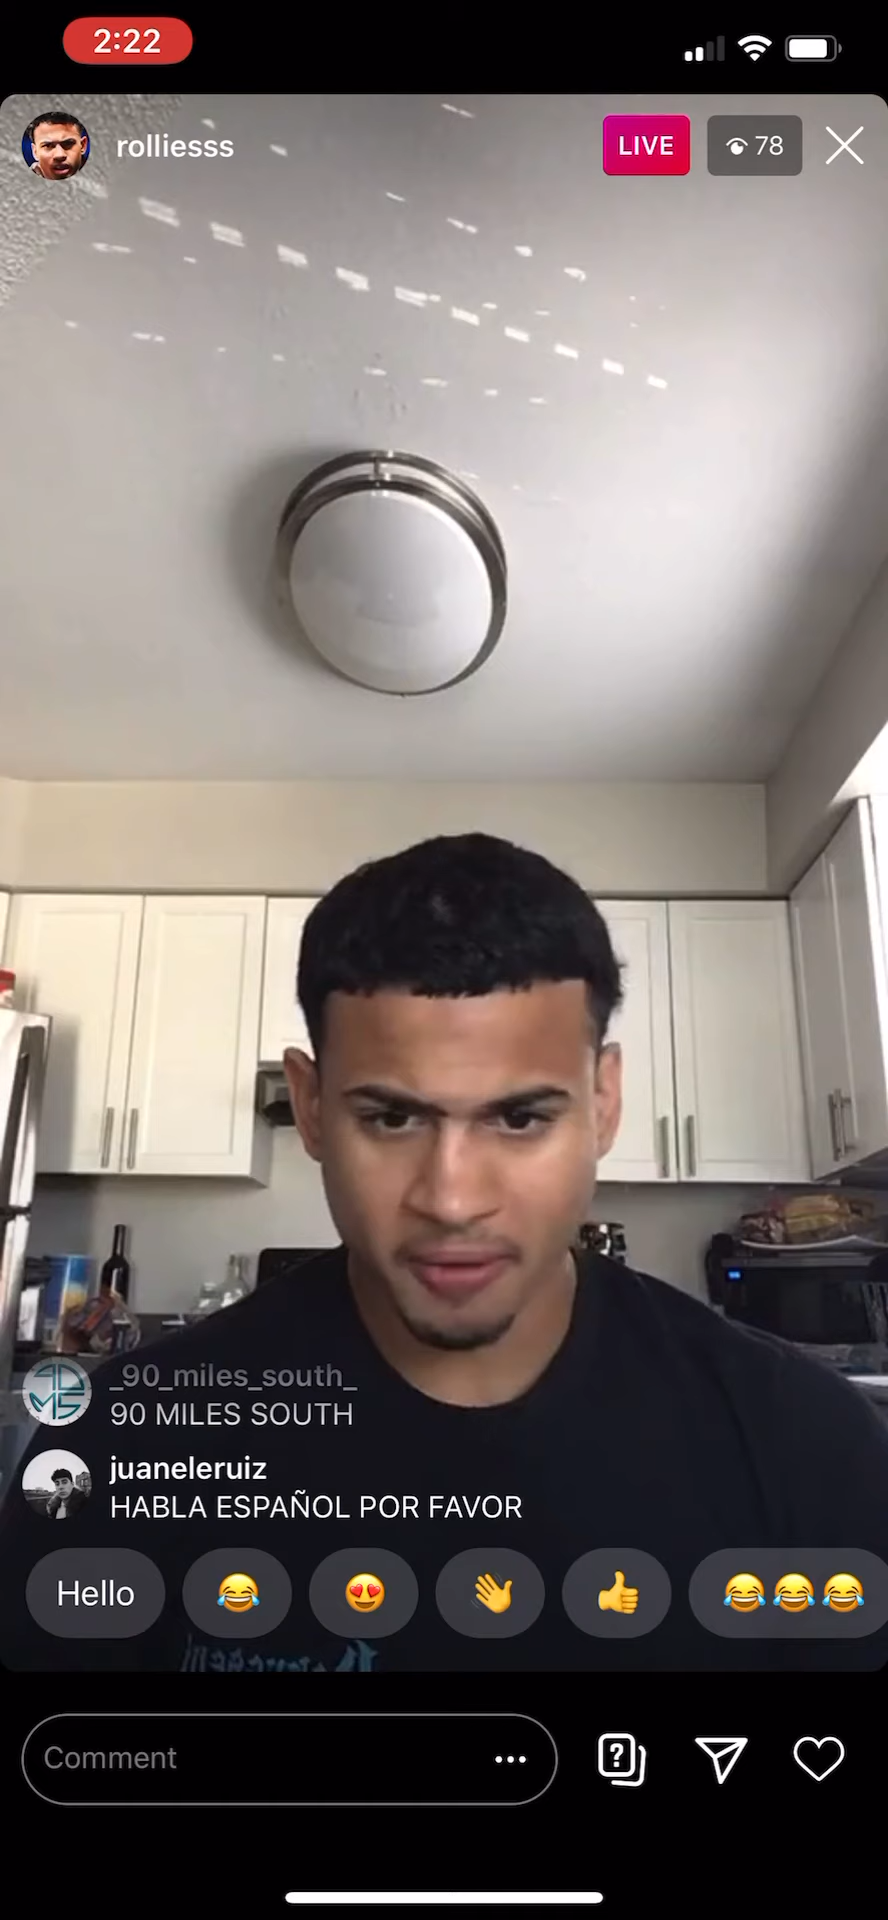 2:22
rolliesss
LIVE
78
_90_miles_south_
90 MILES SOUTH
juaneleruiz
HABLA ESPAÑOL POR FAVOR
Hello
Comment